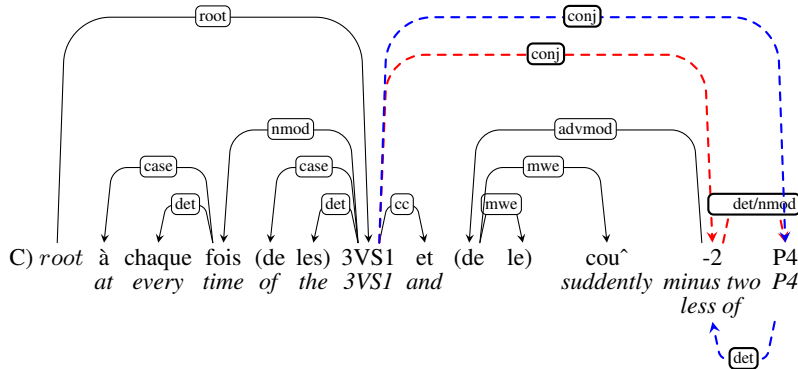 root
conj
conj
nmod
advmod
case
case
mwe
det
det
cc
mwe
det/nmod
C) root à chaque fois (de les) 3VS1 et (de le) couˆ -2 P4
at every time of the 3VS1 and suddently minus two P4
less of
det